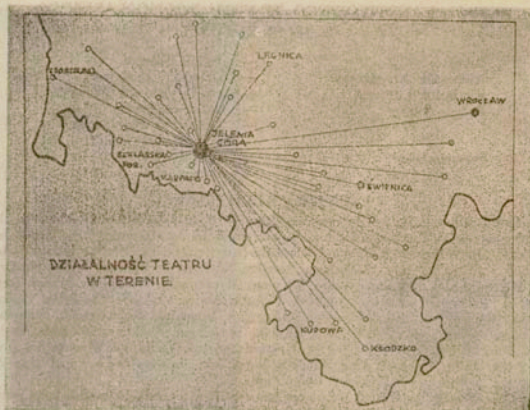 LEGNICA
WROCŁAW
JELENIA
GÓRA
SZKLARSKA
POR.
KARPACZ
ŚWIDNICA
DZIAŁALNOŚĆ TEATRU
W TERENIE
KUDOWA
KŁODZKO